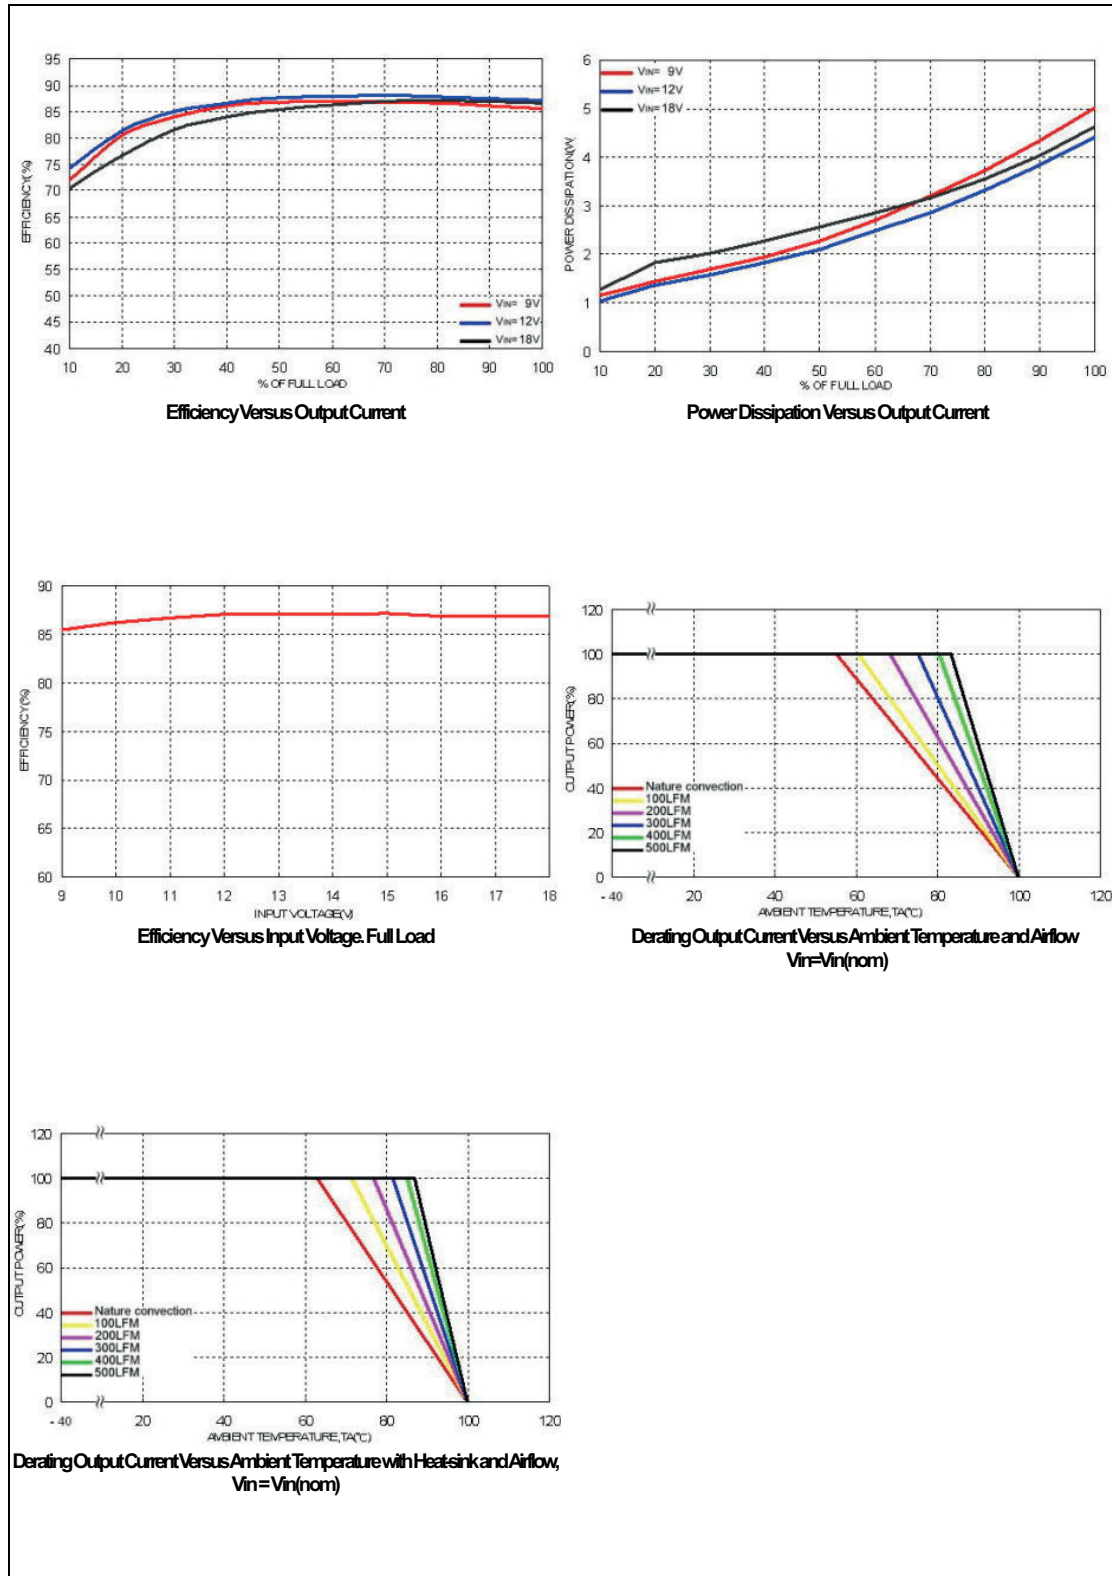 95
90
85
80
75
70
65
60
55
50
45
40
EFFICIENCY(%)
VIN= 9V
VIN=12V
VIN=18V
10 20 30 40 50 60 70 80 90 100
% OF FULL LOAD
Efficiency Versus Output Current
6
5
4
3
2
1
0
POWER DISSIPATION(W
VIN= 9V
VIN=12V
VIN=18V
10 20 30 40 50 60 70 80 90 100
% OF FULL LOAD
Power Dissipation Versus Output Current
90
85
80
75
70
65
60
EFFICIENCY(%)
9 10 11 12 13 14 15 16 17 18
INPUT VOLTAGE(V)
Efficiency Versus Input Voltage. Full Load
120
100
80
60
40
20
0
OUTPUT POWER(%)
Nature convection
100LFM
200LFM
300LFM
400LFM
500LFM
- 40 20 40 60 80 100 120
AMBIENT TEMPERATURE,TA(°C)
Derating Output Current Versus Ambient Temperature and Airflow
Vin=Vin(nom)
120
100
80
60
40
20
0
OUTPUT POWER(%)
Nature convection
100LFM
200LFM
300LFM
400LFM
500LFM
- 40 20 40 60 80 100 120
AMBIENT TEMPERATURE,TA(°C)
Derating Output Current Versus Ambient Temperature with Heat-sink and Airflow,
Vin = Vin(nom)